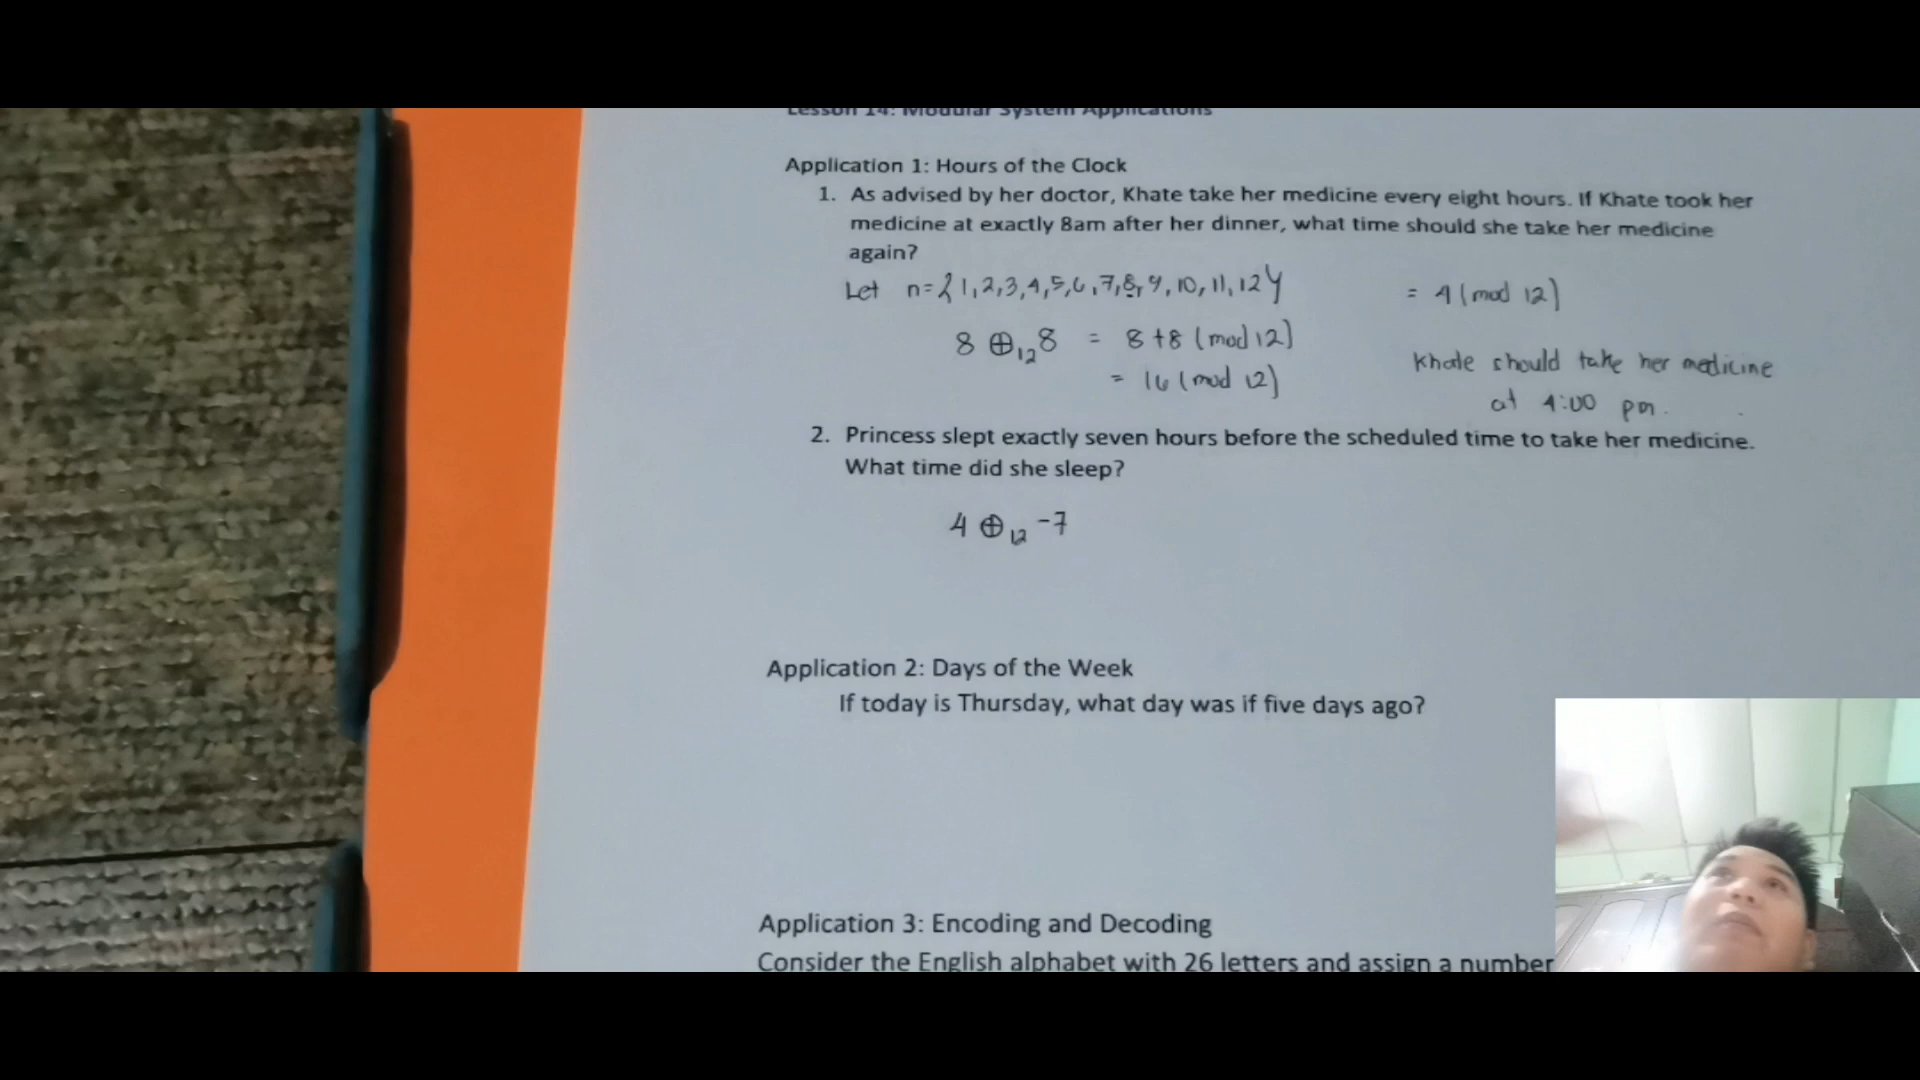 Lesson 14: Modular System Applications
Application 1: Hours of the Clock
1. As advised by her doctor, Khate take her medicine every eight hours. If Khate took her
medicine at exactly 8am after her dinner, what time should she take her medicine
again?
Let n={1,2,3,4,5,6,7,8,9,10,11,12}
= 4 (mod 12)
8 ⊕₁₂ 8 = 8+8 (mod 12)
= 16 (mod 12)
Khate should take her medicine
at 4:00 pm.
2. Princess slept exactly seven hours before the scheduled time to take her medicine.
What time did she sleep?
4 ⊕₁₂ -7
Application 2: Days of the Week
If today is Thursday, what day was if five days ago?
Application 3: Encoding and Decoding
Consider the English alphabet with 26 letters and assign a number